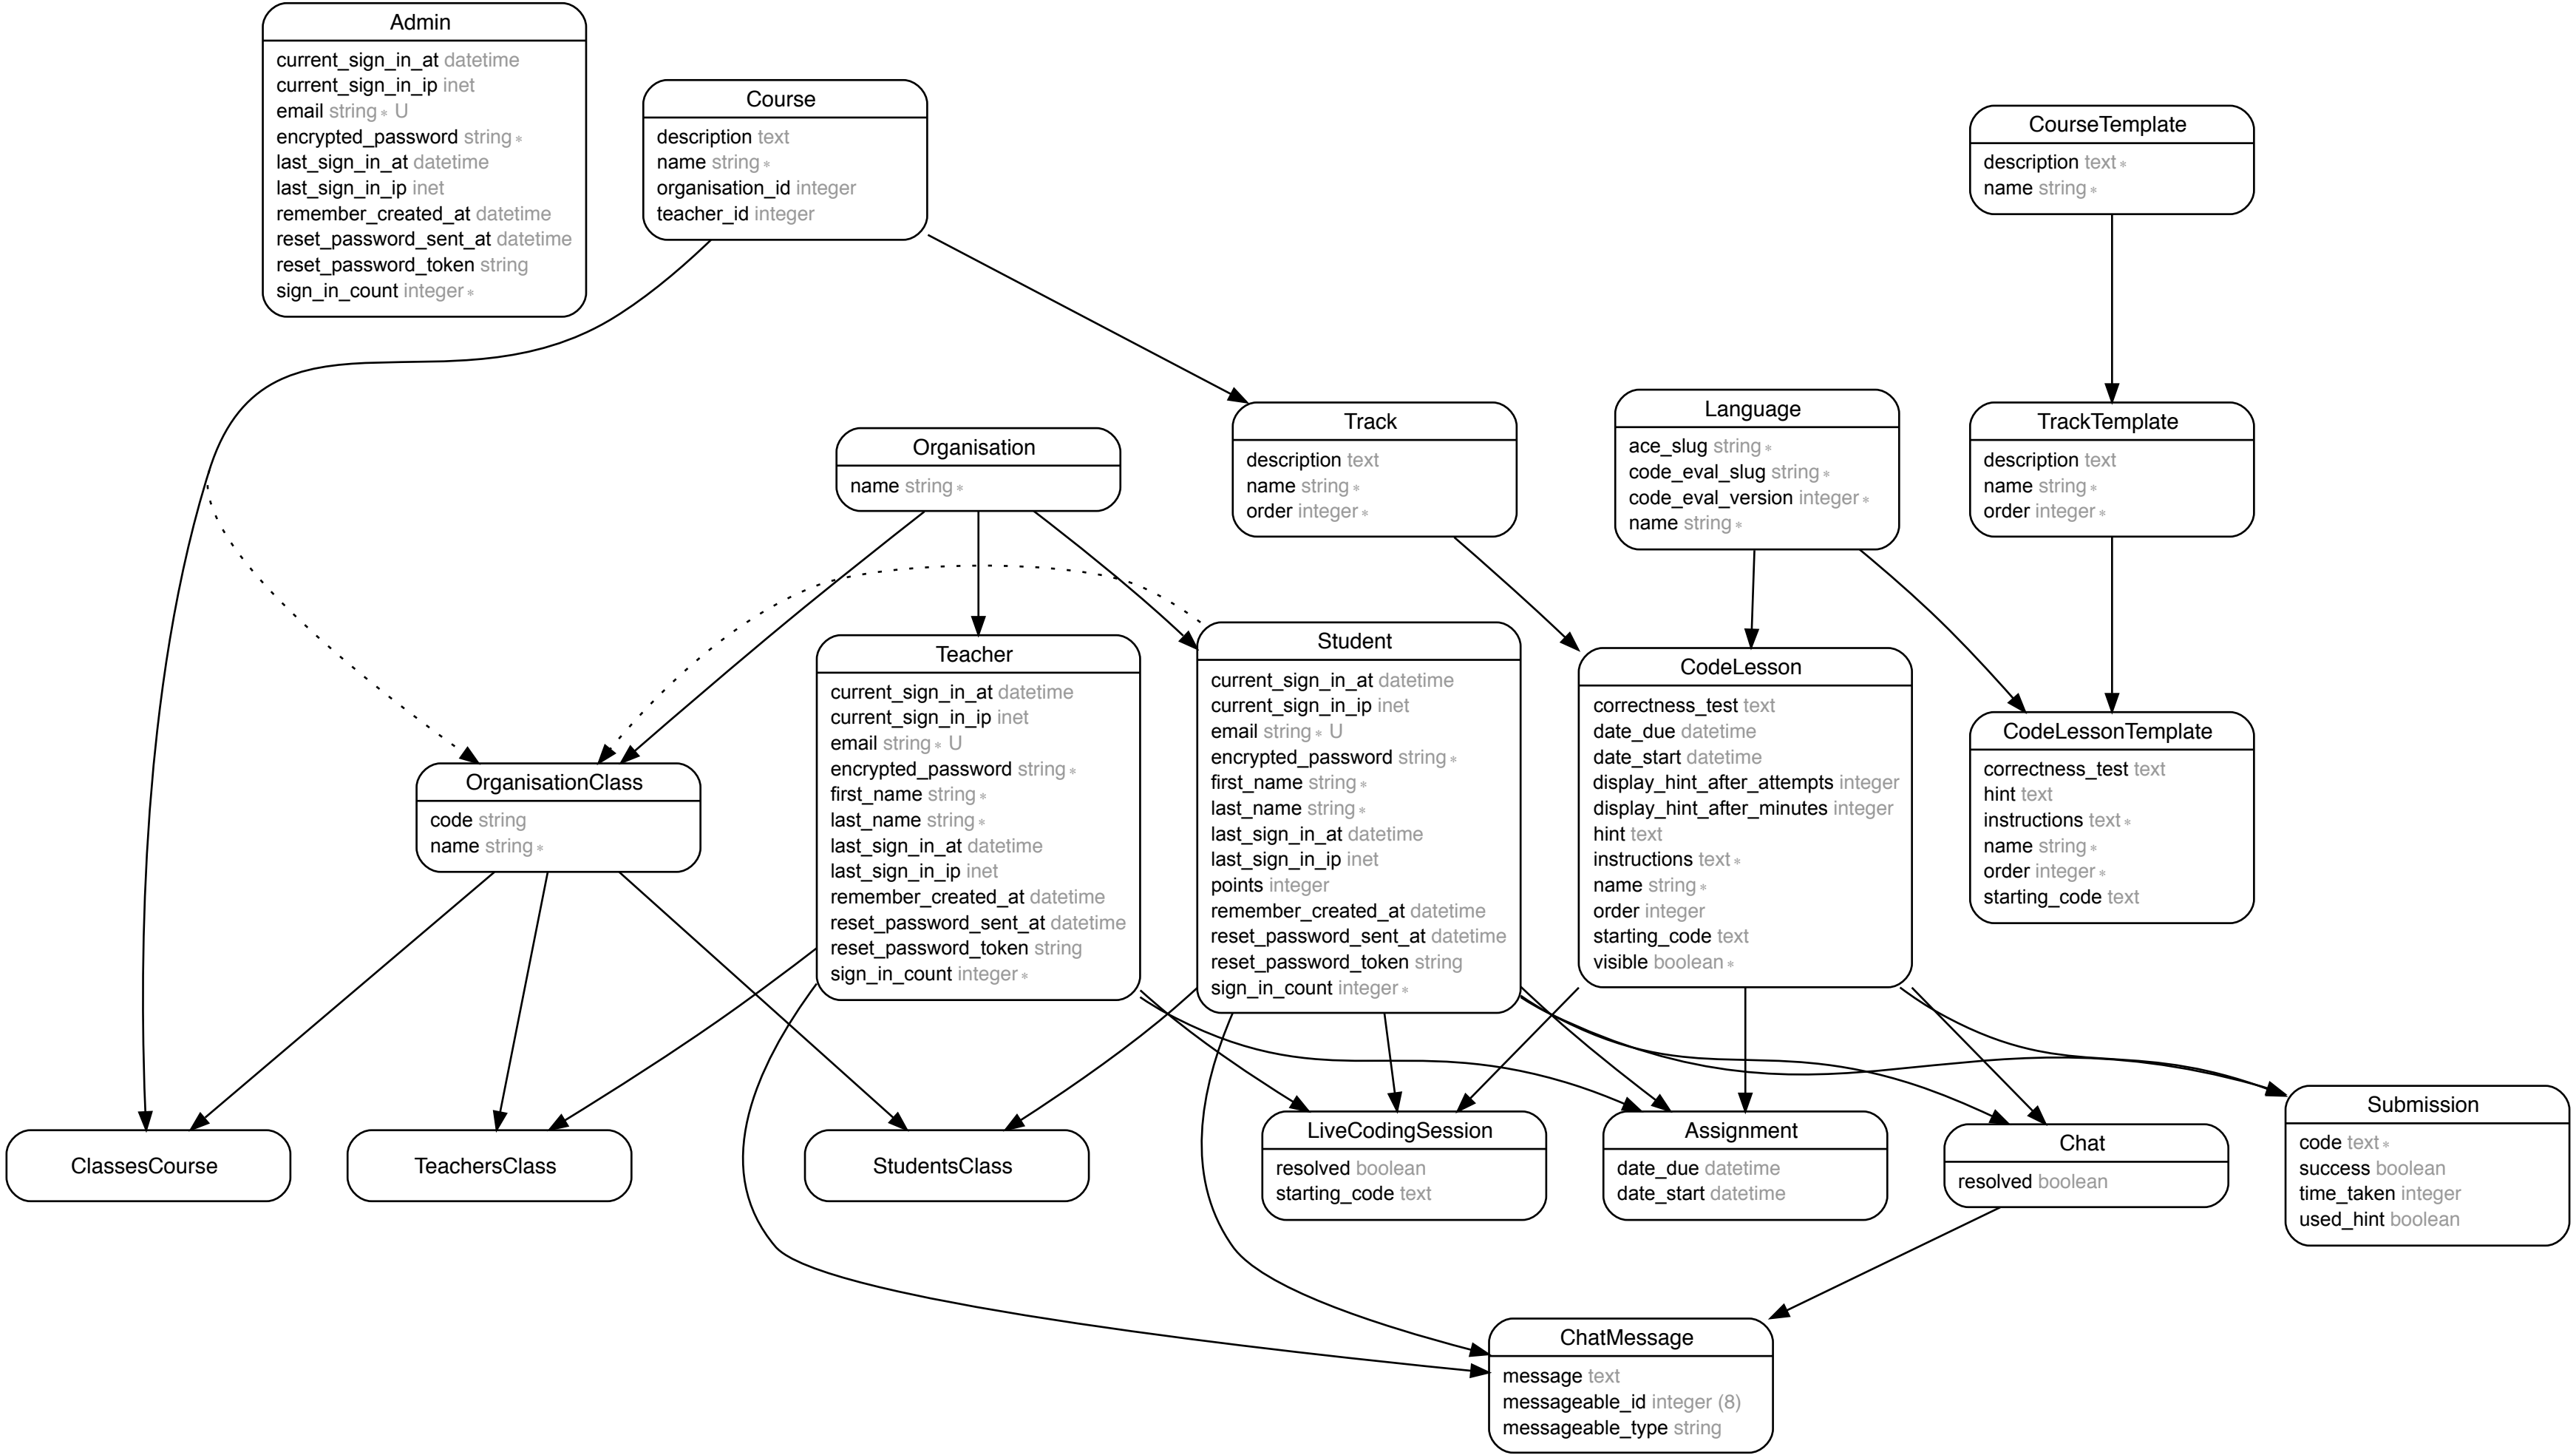 Admin
current_sign_in_at datetime
current_sign_in_ip inet
email string∗ U
encrypted_password string∗
last_sign_in_at datetime
last_sign_in_ip inet
remember_created_at datetime
reset_password_sent_at datetime
reset_password_token string
sign_in_count integer∗
Course
description text
name string∗
organisation_id integer
teacher_id integer
CourseTemplate
description text∗
name string∗
Organisation
name string∗
Track
description text
name string∗
order integer∗
Language
ace_slug string∗
code_eval_slug string∗
code_eval_version integer∗
name string∗
TrackTemplate
description text
name string∗
order integer∗
OrganisationClass
code string
name string∗
Teacher
current_sign_in_at datetime
current_sign_in_ip inet
email string∗ U
encrypted_password string∗
first_name string∗
last_name string∗
last_sign_in_at datetime
last_sign_in_ip inet
remember_created_at datetime
reset_password_sent_at datetime
reset_password_token string
sign_in_count integer∗
Student
current_sign_in_at datetime
current_sign_in_ip inet
email string∗ U
encrypted_password string∗
first_name string∗
last_name string∗
last_sign_in_at datetime
last_sign_in_ip inet
points integer
remember_created_at datetime
reset_password_sent_at datetime
reset_password_token string
sign_in_count integer∗
CodeLesson
correctness_test text
date_due datetime
date_start datetime
display_hint_after_attempts integer
display_hint_after_minutes integer
hint text
instructions text∗
name string∗
order integer
starting_code text
visible boolean∗
CodeLessonTemplate
correctness_test text
hint text
instructions text∗
name string∗
order integer∗
starting_code text
ClassesCourse
TeachersClass
StudentsClass
LiveCodingSession
resolved boolean
starting_code text
Assignment
date_due datetime
date_start datetime
Chat
resolved boolean
Submission
code text∗
success boolean
time_taken integer
used_hint boolean
ChatMessage
message text
messageable_id integer (8)
messageable_type string